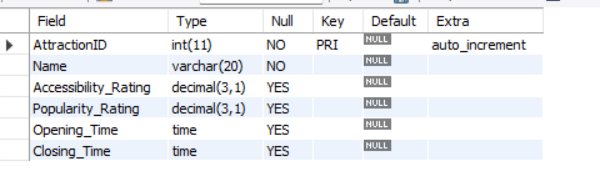 Field Type Null Key Default Extra
AttractionID int(11) NO PRI NULL auto_increment
Name varchar(20) NO NULL
Accessibility_Rating decimal(3,1) YES NULL
Popularity_Rating decimal(3,1) YES NULL
Opening_Time time YES NULL
Closing_Time time YES NULL